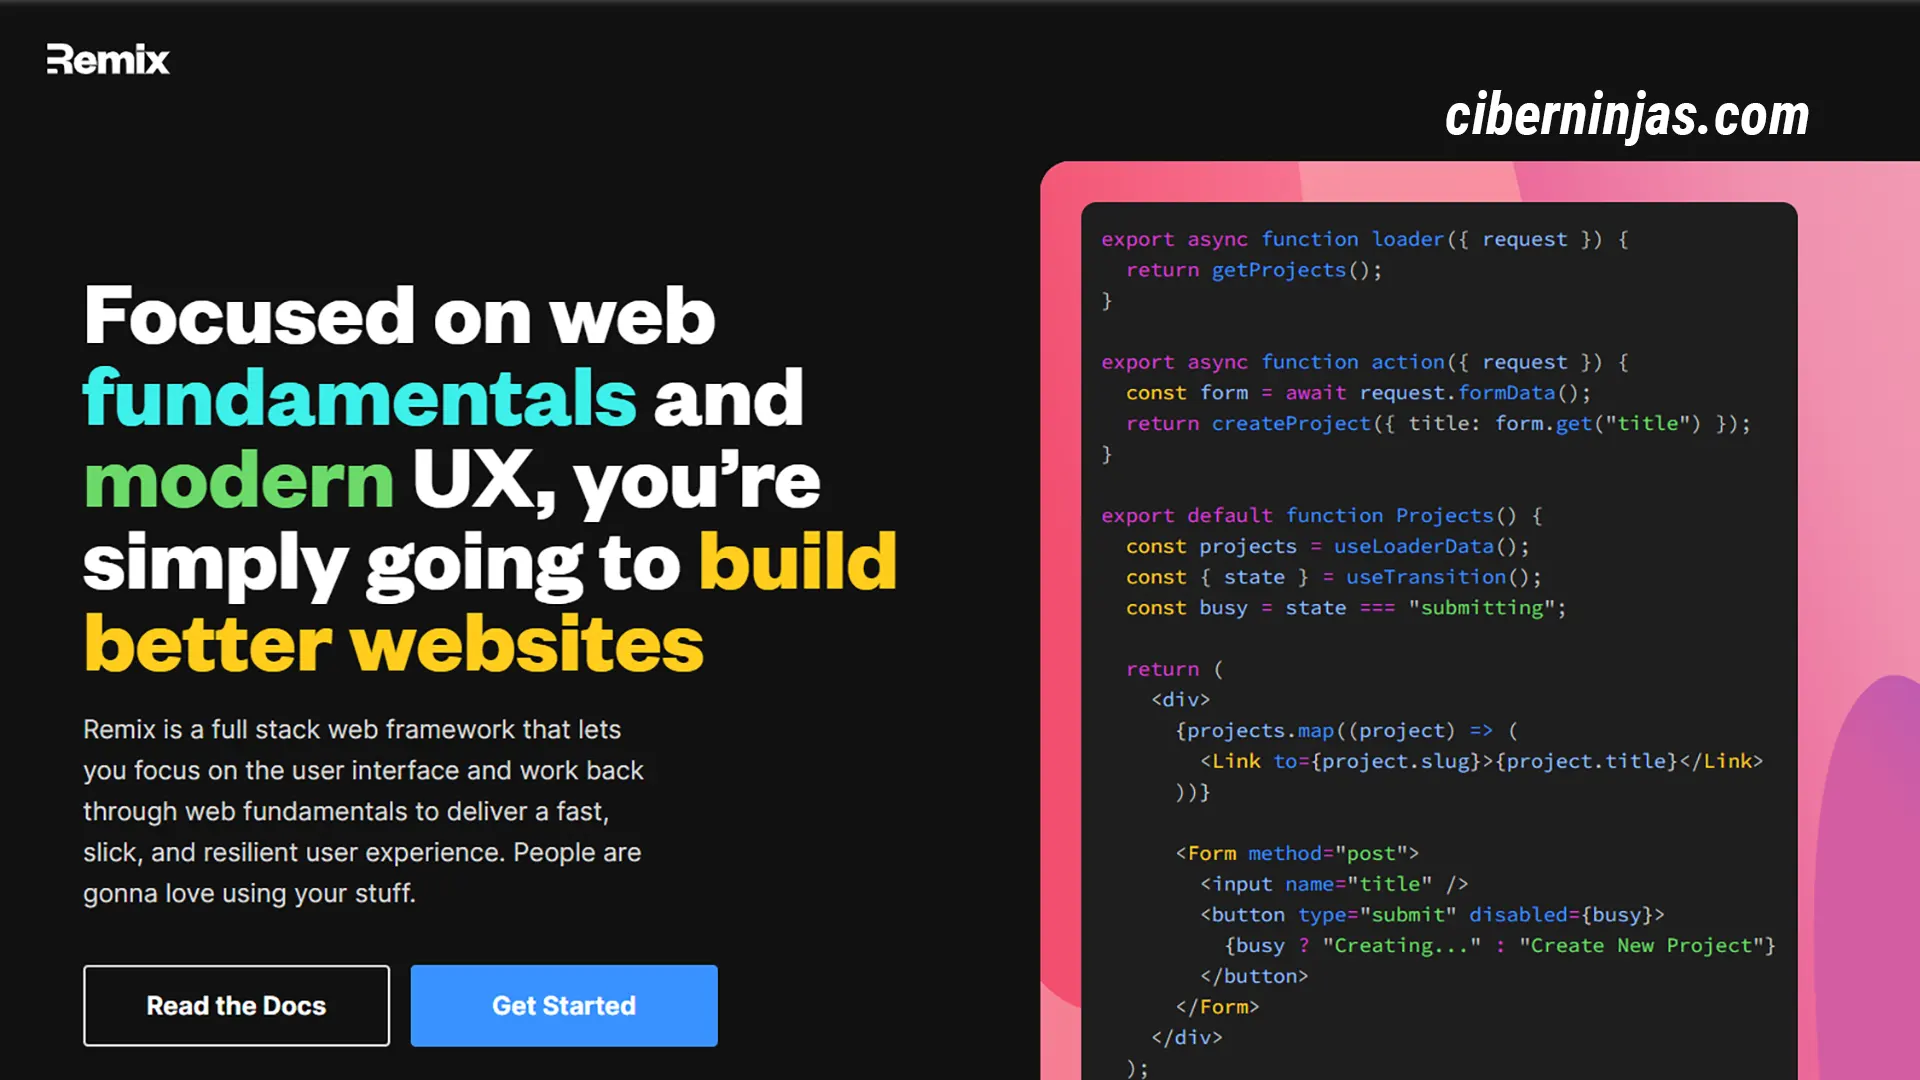 Remix
ciberninjas.com
Focused on web
fundamentals and
modern UX, you’re
simply going to build
better websites
Remix is a full stack web framework that lets
you focus on the user interface and work back
through web fundamentals to deliver a fast,
slick, and resilient user experience. People are
gonna love using your stuff.
Read the Docs
Get Started
export async function loader({ request }) {
  return getProjects();
}
export async function action({ request }) {
  const form = await request.formData();
  return createProject({ title: form.get("title") });
}
export default function Projects() {
  const projects = useLoaderData();
  const { state } = useTransition();
  const busy = state === "submitting";
  return (
    <div>
      {projects.map((project) => (
        <Link to={project.slug}>{project.title}</Link>
      ))}
      <Form method="post">
        <input name="title" />
        <button type="submit" disabled={busy}>
          {busy ? "Creating..." : "Create New Project"}
        </button>
      </Form>
    </div>
  );